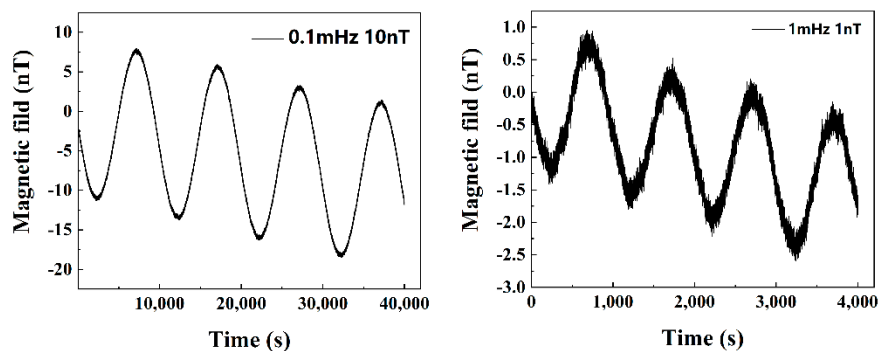 0.1mHz 10nT
10
5
0
-5
-10
-15
-20
Magnetic fild (nT)
10,000 20,000 30,000 40,000
Time (s)
1mHz 1nT
1.0
0.5
0.0
-0.5
-1.0
-1.5
-2.0
-2.5
-3.0
Magnetic fild (nT)
0 1,000 2,000 3,000 4,000
Time (s)